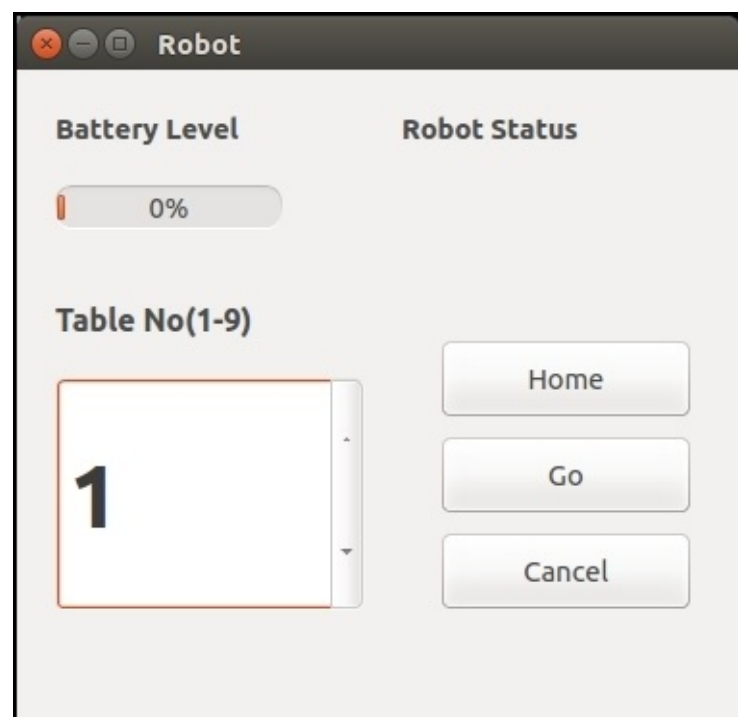 Robot
Battery Level
Robot Status
0%
Table No(1-9)
1
Home
Go
Cancel